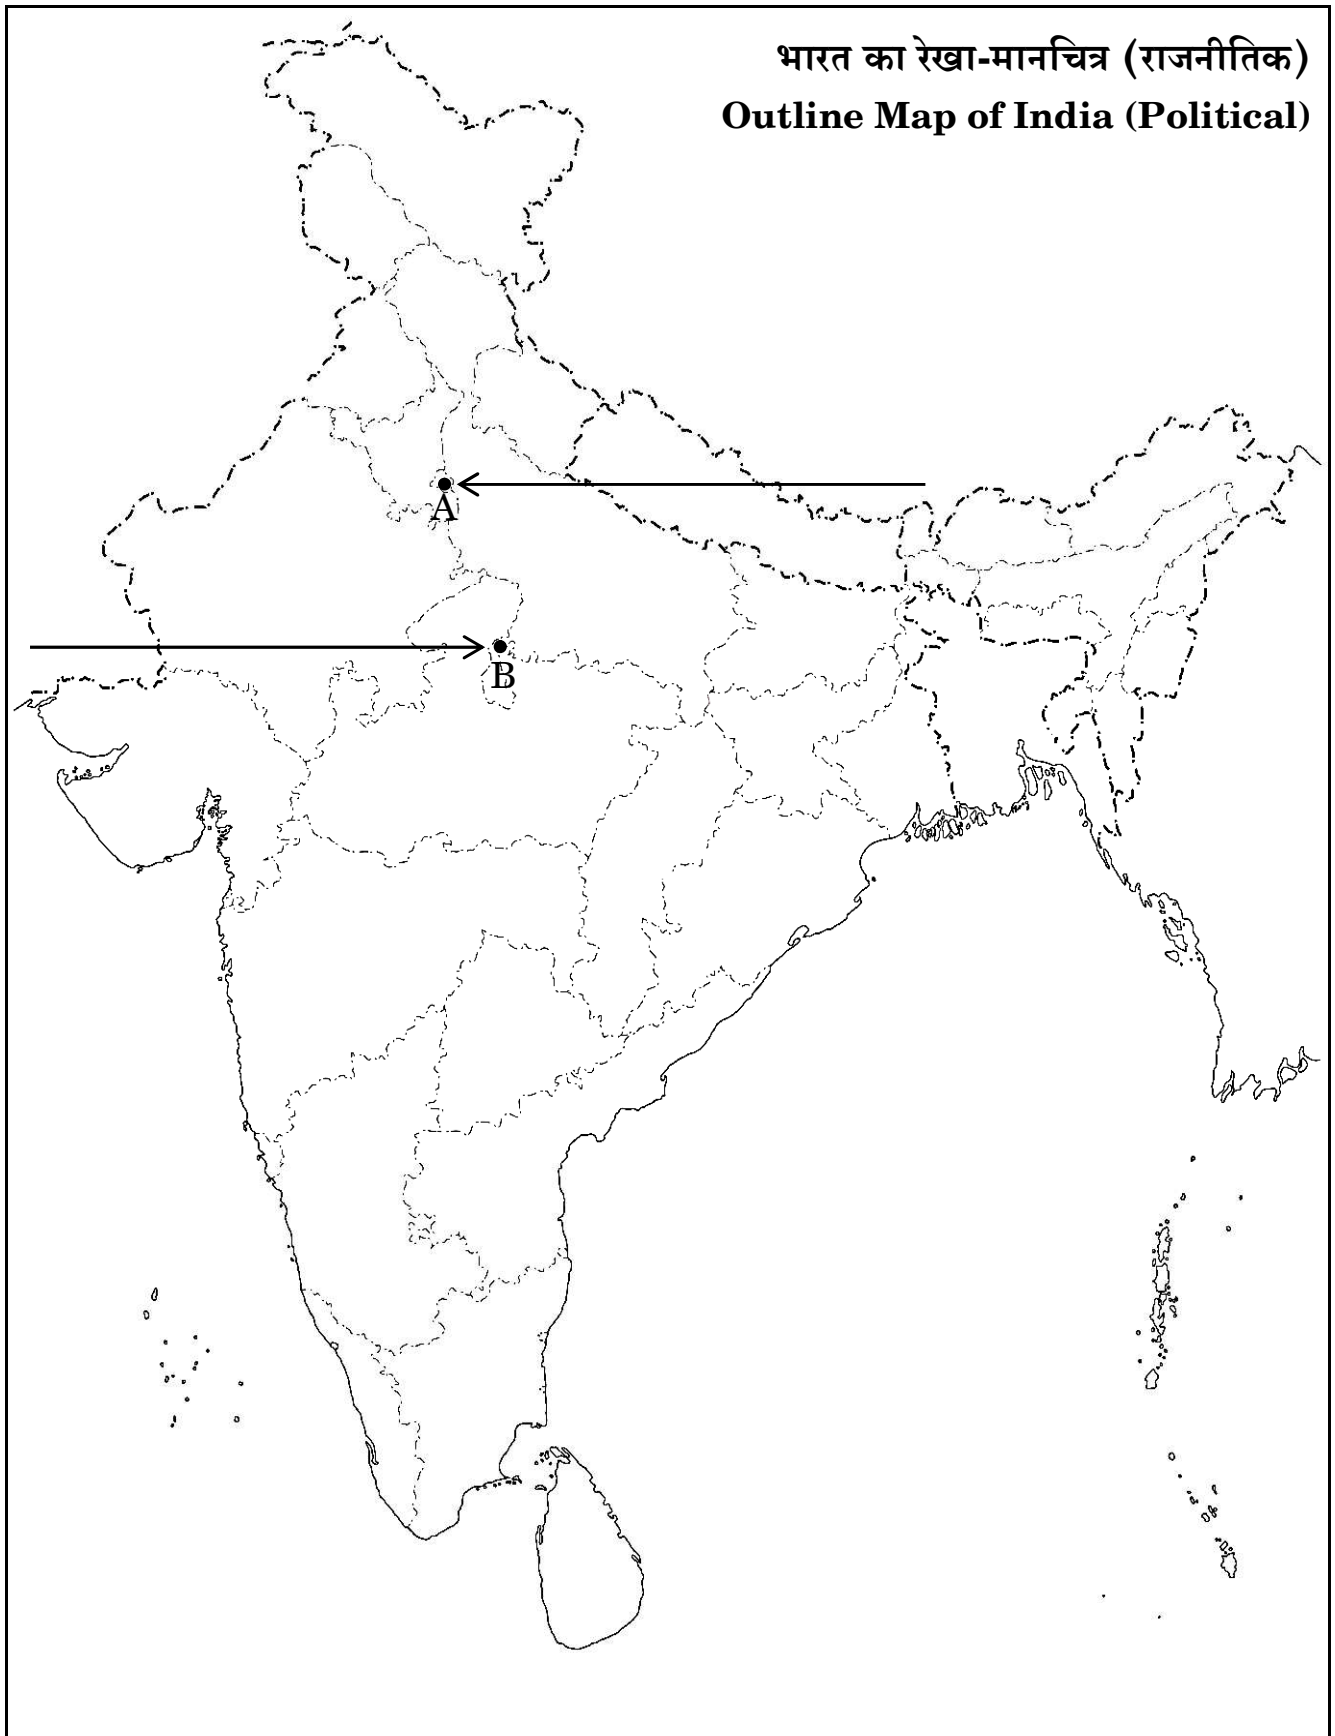 भारत का रेखा-मानचित्र (राजनीतिक)
Outline Map of India (Political)
A
B